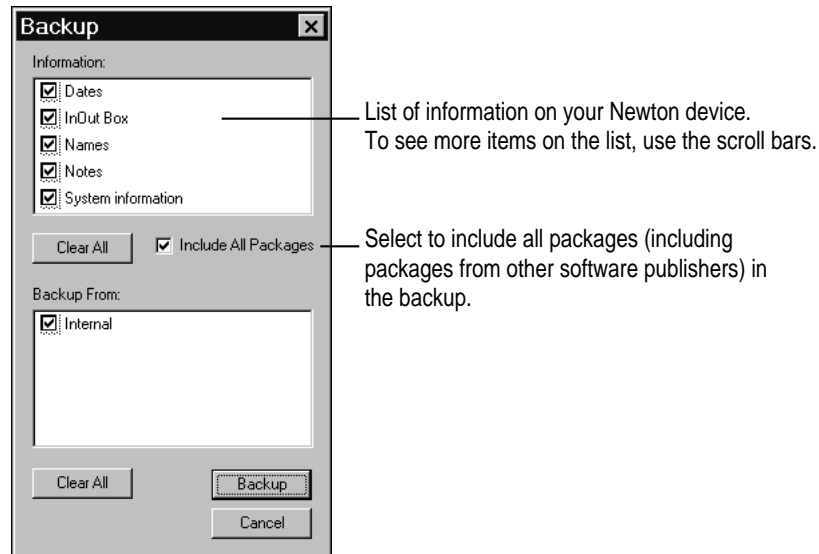 Backup
Information:
Dates
InOut Box
Names
Notes
System information
List of information on your Newton device.
To see more items on the list, use the scroll bars.
Clear All
Include All Packages
Select to include all packages (including
packages from other software publishers) in
the backup.
Backup From:
Internal
Clear All
Backup
Cancel